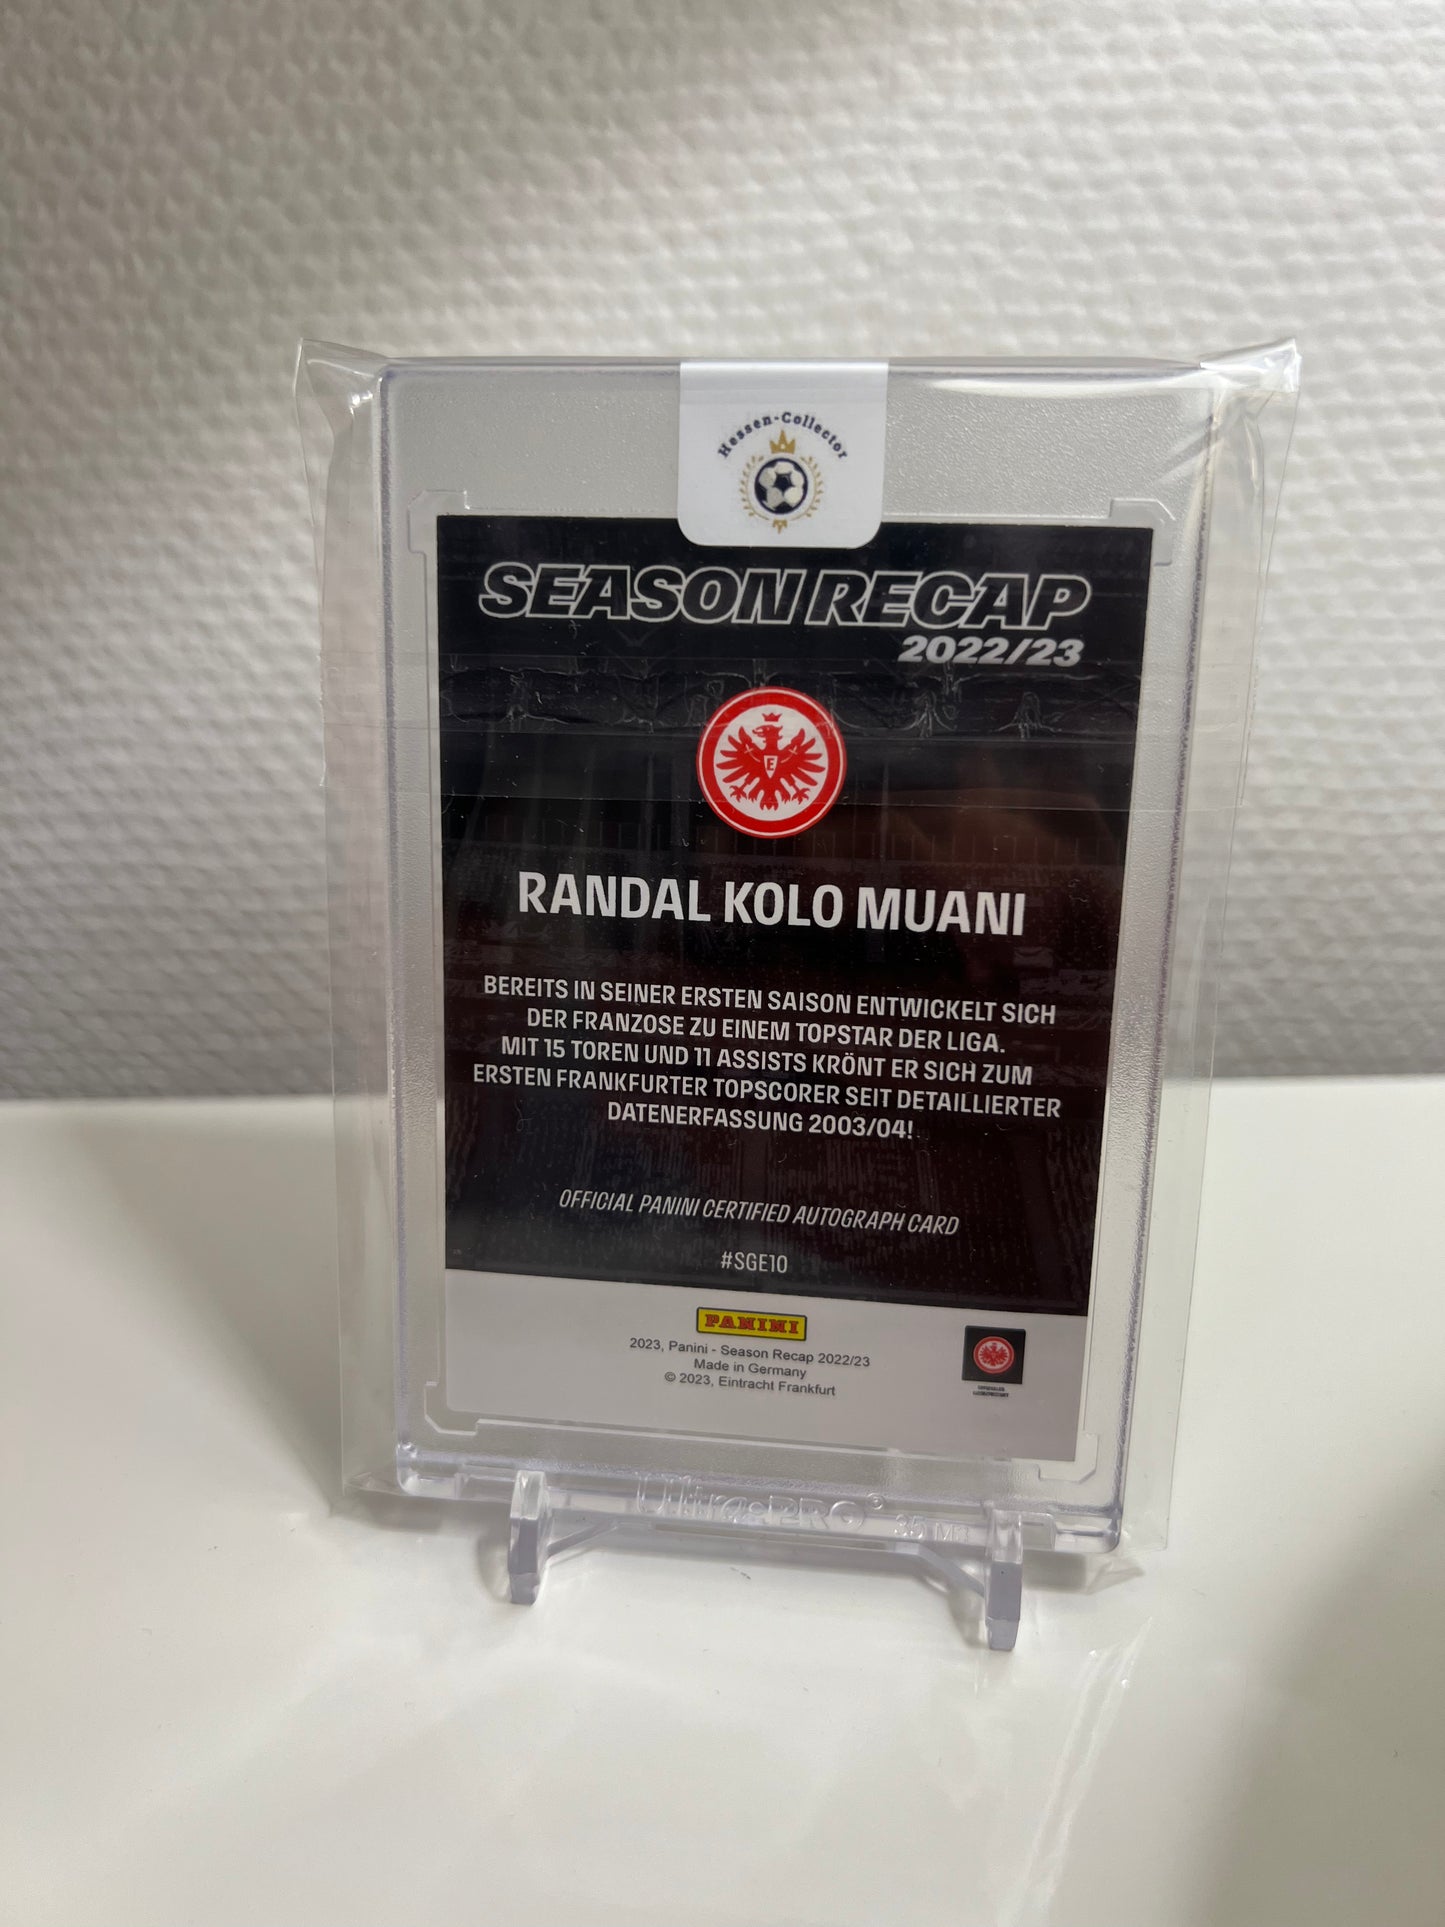 Hessen-Collector
SEASON RECAP
2022/23
E
RANDAL KOLO MUANI
BEREITS IN SEINER ERSTEN SAISON ENTWICKELT SICH
DER FRANZOSE ZU EINEM TOPSTAR DER LIGA.
MIT 15 TOREN UND 11 ASSISTS KRÖNT ER SICH ZUM
ERSTEN FRANKFURTER TOPSCORER SEIT DETAILLIERTER
DATENERFASSUNG 2003/04!
OFFICIAL PANINI CERTIFIED AUTOGRAPH CARD
#SGE10
PANINI
2023, Panini - Season Recap 2022/23
Made in Germany
© 2023, Eintracht Frankfurt
Ultra PRO®